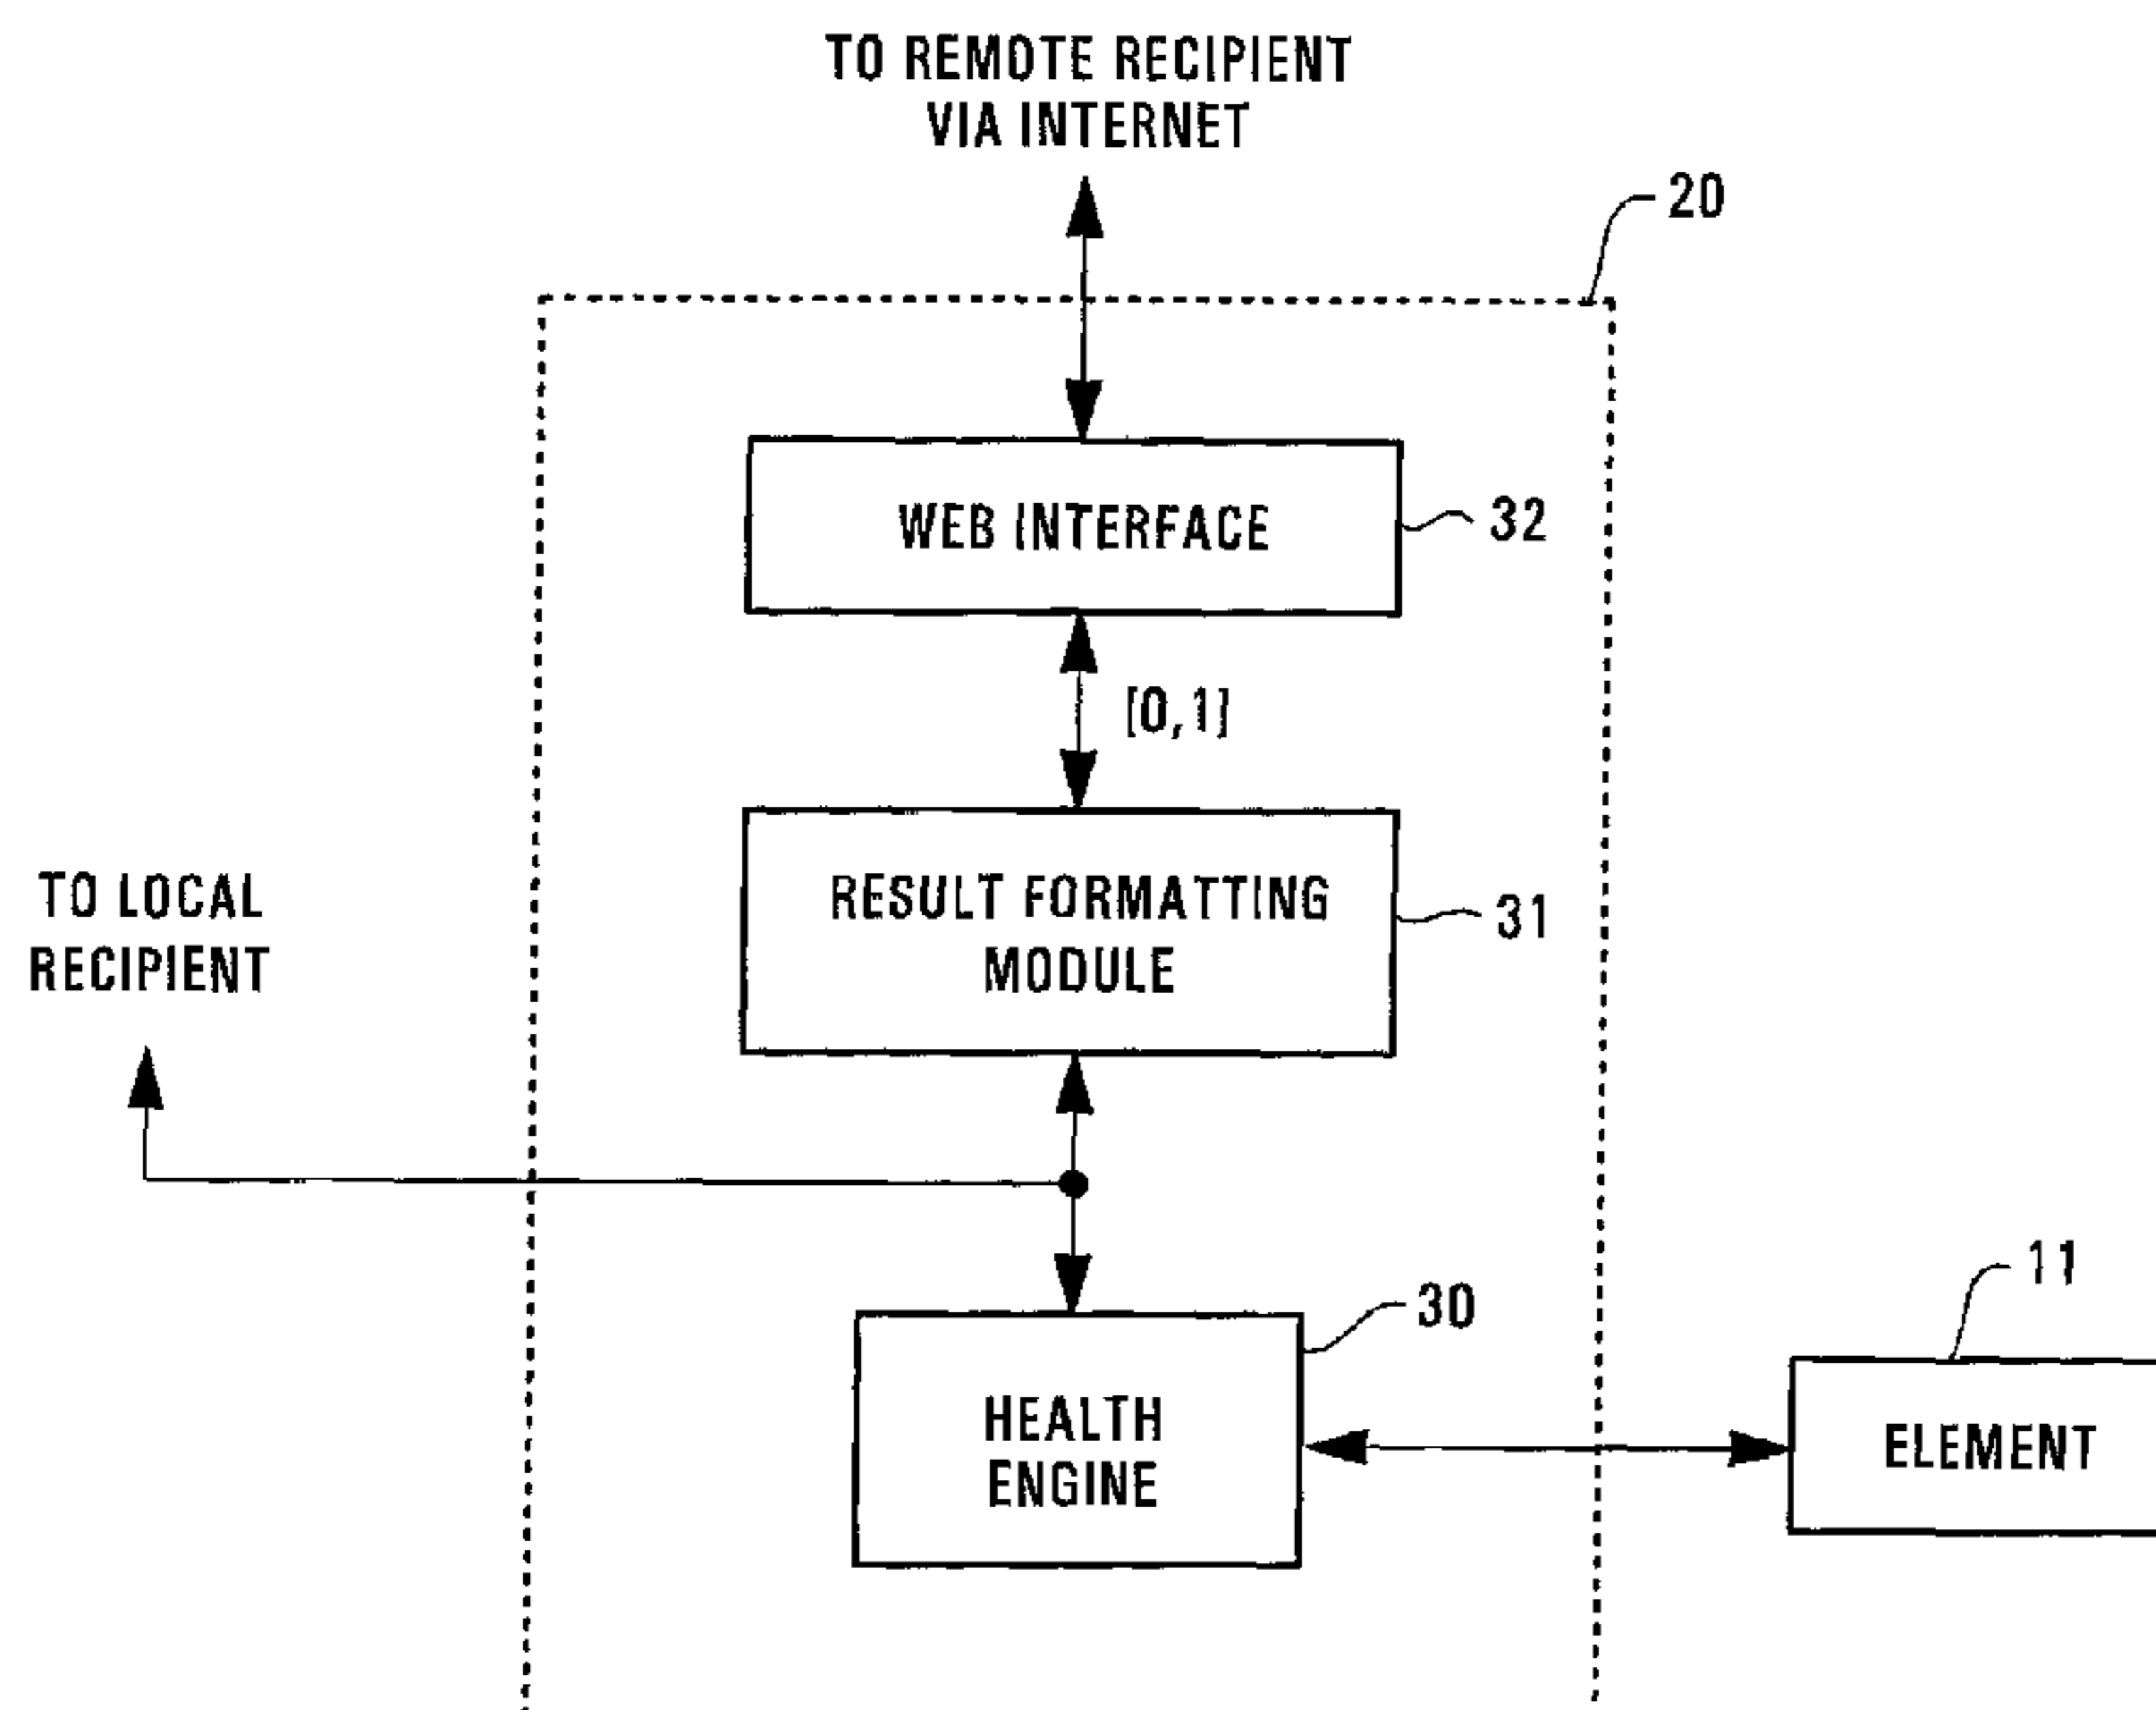 TO REMOTE RECIPIENT
VIA INTERNET
20
WEB INTERFACE
32
[0,1]
RESULT FORMATTING
MODULE
31
TO LOCAL
RECIPIENT
11
30
HEALTH
ENGINE
ELEMENT